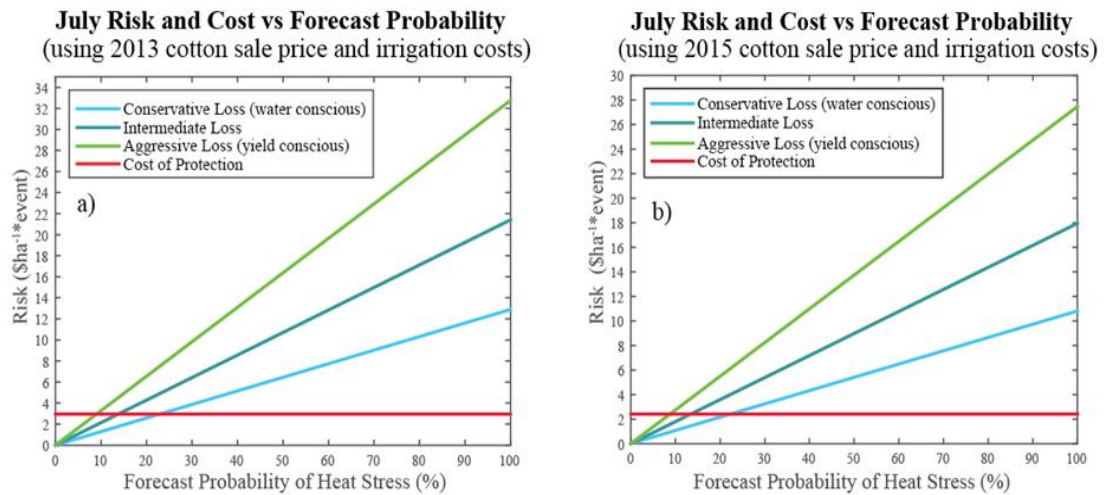 July Risk and Cost vs Forecast Probability
(using 2013 cotton sale price and irrigation costs)
34
32
30
28
26
24
22
20
18
16
14
12
10
8
6
4
2
0
Risk ($ha⁻¹*event)
Conservative Loss (water conscious)
Intermediate Loss
Aggressive Loss (yield conscious)
Cost of Protection
a)
0 10 20 30 40 50 60 70 80 90 100
Forecast Probability of Heat Stress (%)
July Risk and Cost vs Forecast Probability
(using 2015 cotton sale price and irrigation costs)
30
28
26
24
22
20
18
16
14
12
10
8
6
4
2
0
Risk ($ha⁻¹*event)
Conservative Loss (water conscious)
Intermediate Loss
Aggressive Loss (yield conscious)
Cost of Protection
b)
0 10 20 30 40 50 60 70 80 90 100
Forecast Probability of Heat Stress (%)